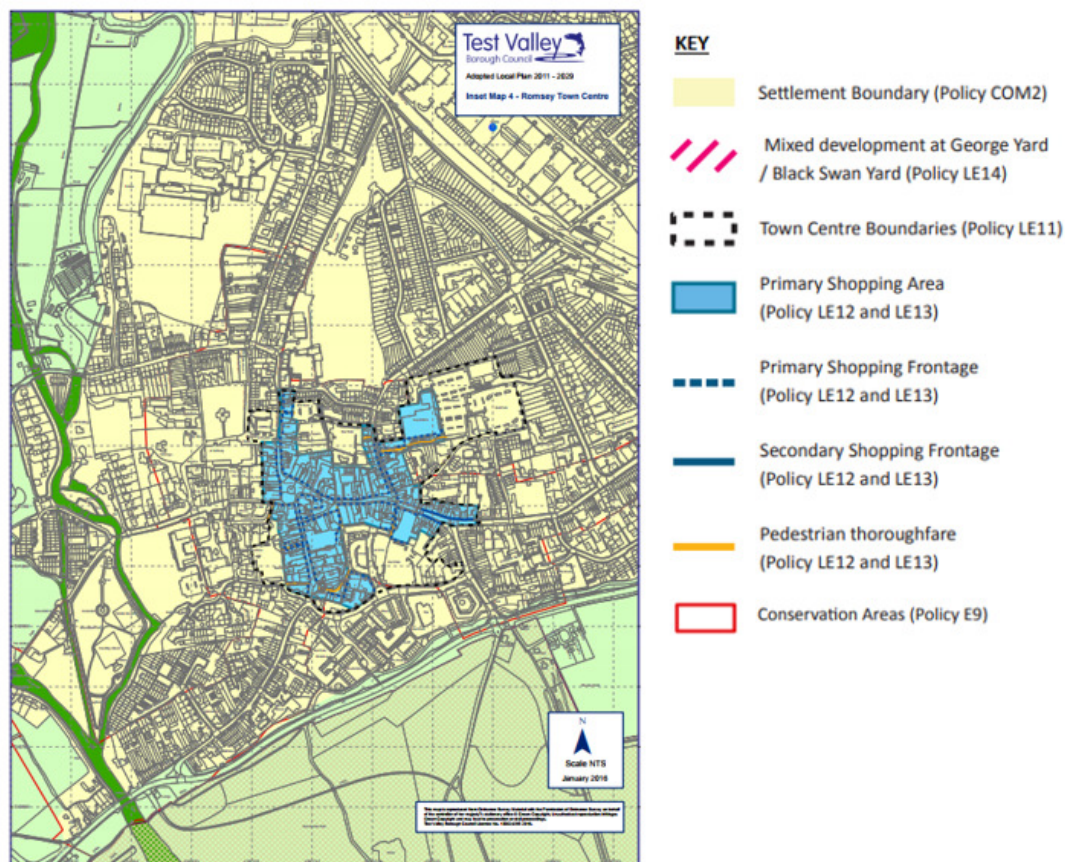 Test Valley
Borough Council
Adopted Local Plan 2011 - 2029
Inset Map 4 - Romsey Town Centre
N
Scale NTS
January 2016
KEY
Settlement Boundary (Policy COM2)
Mixed development at George Yard
/ Black Swan Yard (Policy LE14)
Town Centre Boundaries (Policy LE11)
Primary Shopping Area
(Policy LE12 and LE13)
Primary Shopping Frontage
(Policy LE12 and LE13)
Secondary Shopping Frontage
(Policy LE12 and LE13)
Pedestrian thoroughfare
(Policy LE12 and LE13)
Conservation Areas (Policy E9)